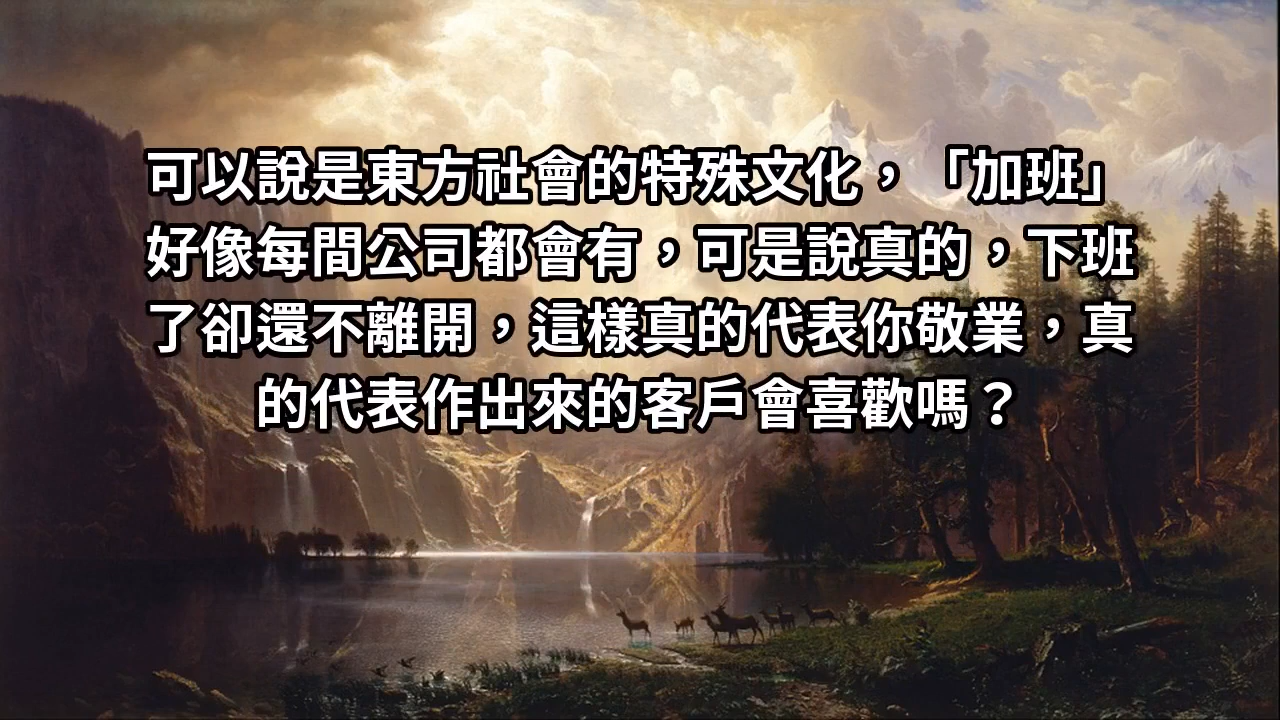 可以說是東方社會的特殊文化，「加班」
好像每間公司都會有，可是說真的，下班
了卻還不離開，這樣真的代表你敬業，真
的代表作出來的客戶會喜歡嗎？